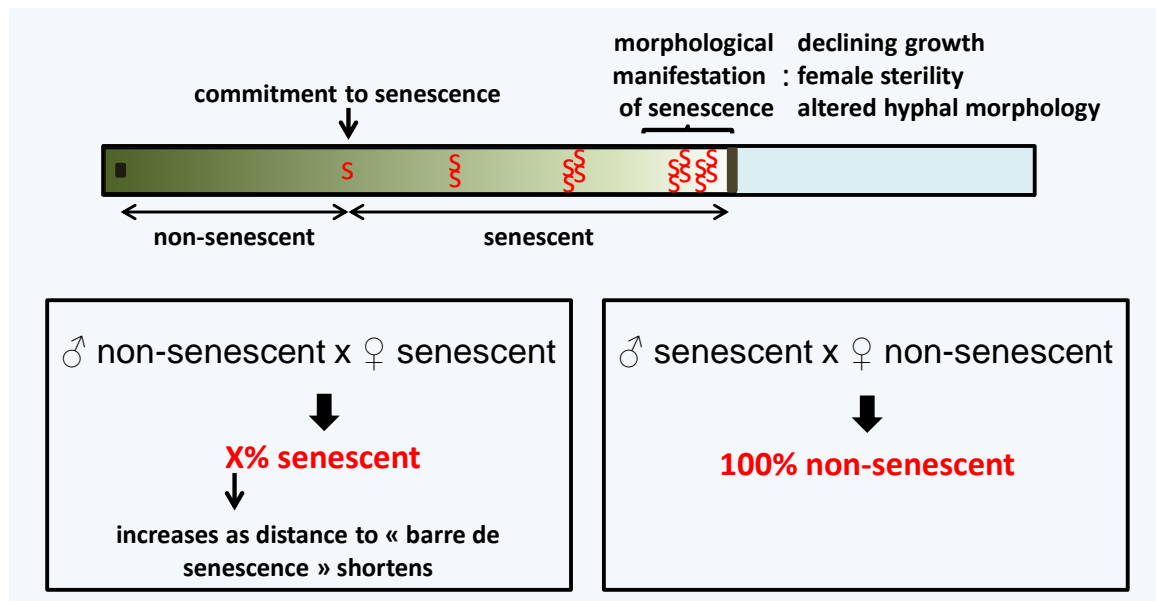 morphological manifestation of senescence
:
declining growth
female sterility
altered hyphal morphology
commitment to senescence
S
S
S
S
S
S
S
S
S
S
S
S
S
S
non-senescent
senescent
♂ non-senescent x ♀ senescent
X% senescent
increases as distance to « barre de
senescence » shortens
♂ senescent x ♀ non-senescent
100% non-senescent